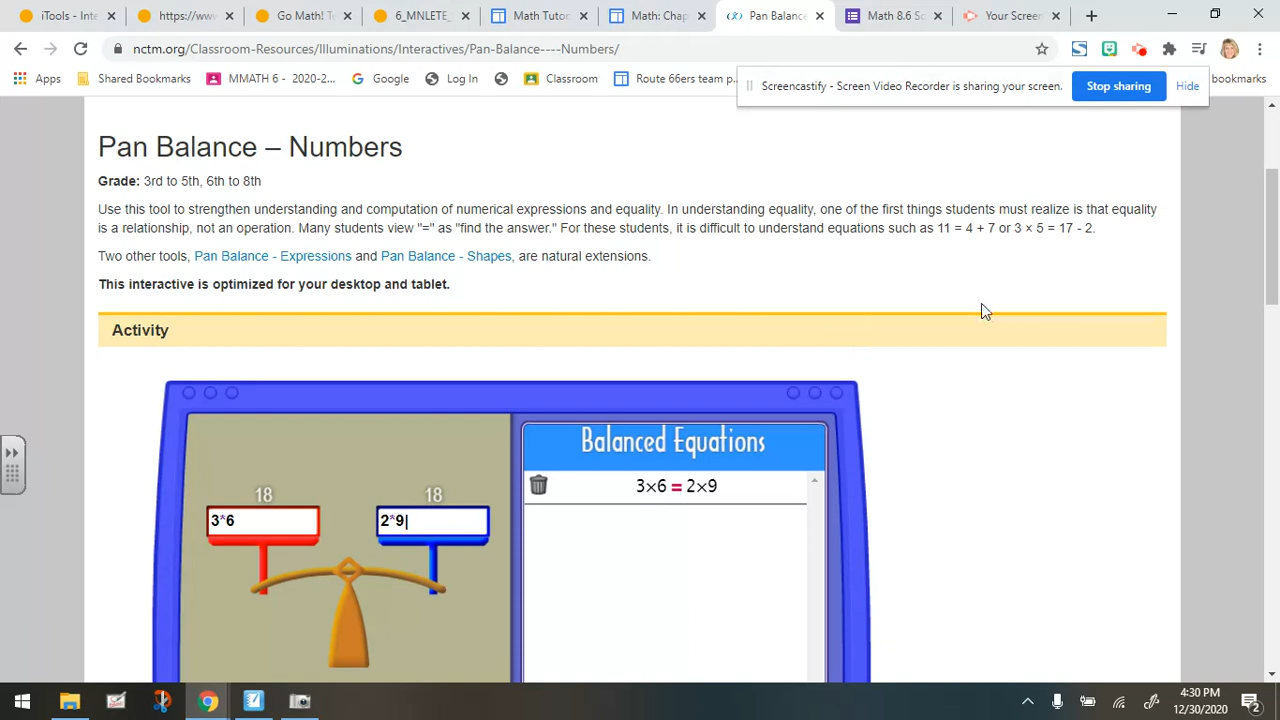 iTools - Inte
https://ww
Go Math! T
6_MNLETE_
Math Tutor
Math: Chap
Pan Balance
Math 8.6 Sc
Your Screen
nctm.org/Classroom-Resources/Illuminations/Interactives/Pan-Balance----Numbers/
Apps
Shared Bookmarks
MMATH 6 - 2020-2...
Google
Log In
Classroom
Route 66ers team p...
bookmarks
Screencastify - Screen Video Recorder is sharing your screen.
Stop sharing
Hide
Pan Balance – Numbers
Grade: 3rd to 5th, 6th to 8th
Use this tool to strengthen understanding and computation of numerical expressions and equality. In understanding equality, one of the first things students must realize is that equality
is a relationship, not an operation. Many students view "=" as "find the answer." For these students, it is difficult to understand equations such as 11 = 4 + 7 or 3 × 5 = 17 - 2.
Two other tools, Pan Balance - Expressions and Pan Balance - Shapes, are natural extensions.
This interactive is optimized for your desktop and tablet.
Activity
Balanced Equations
3×6 = 2×9
18
18
3*6
2*9
4:30 PM
12/30/2020
2